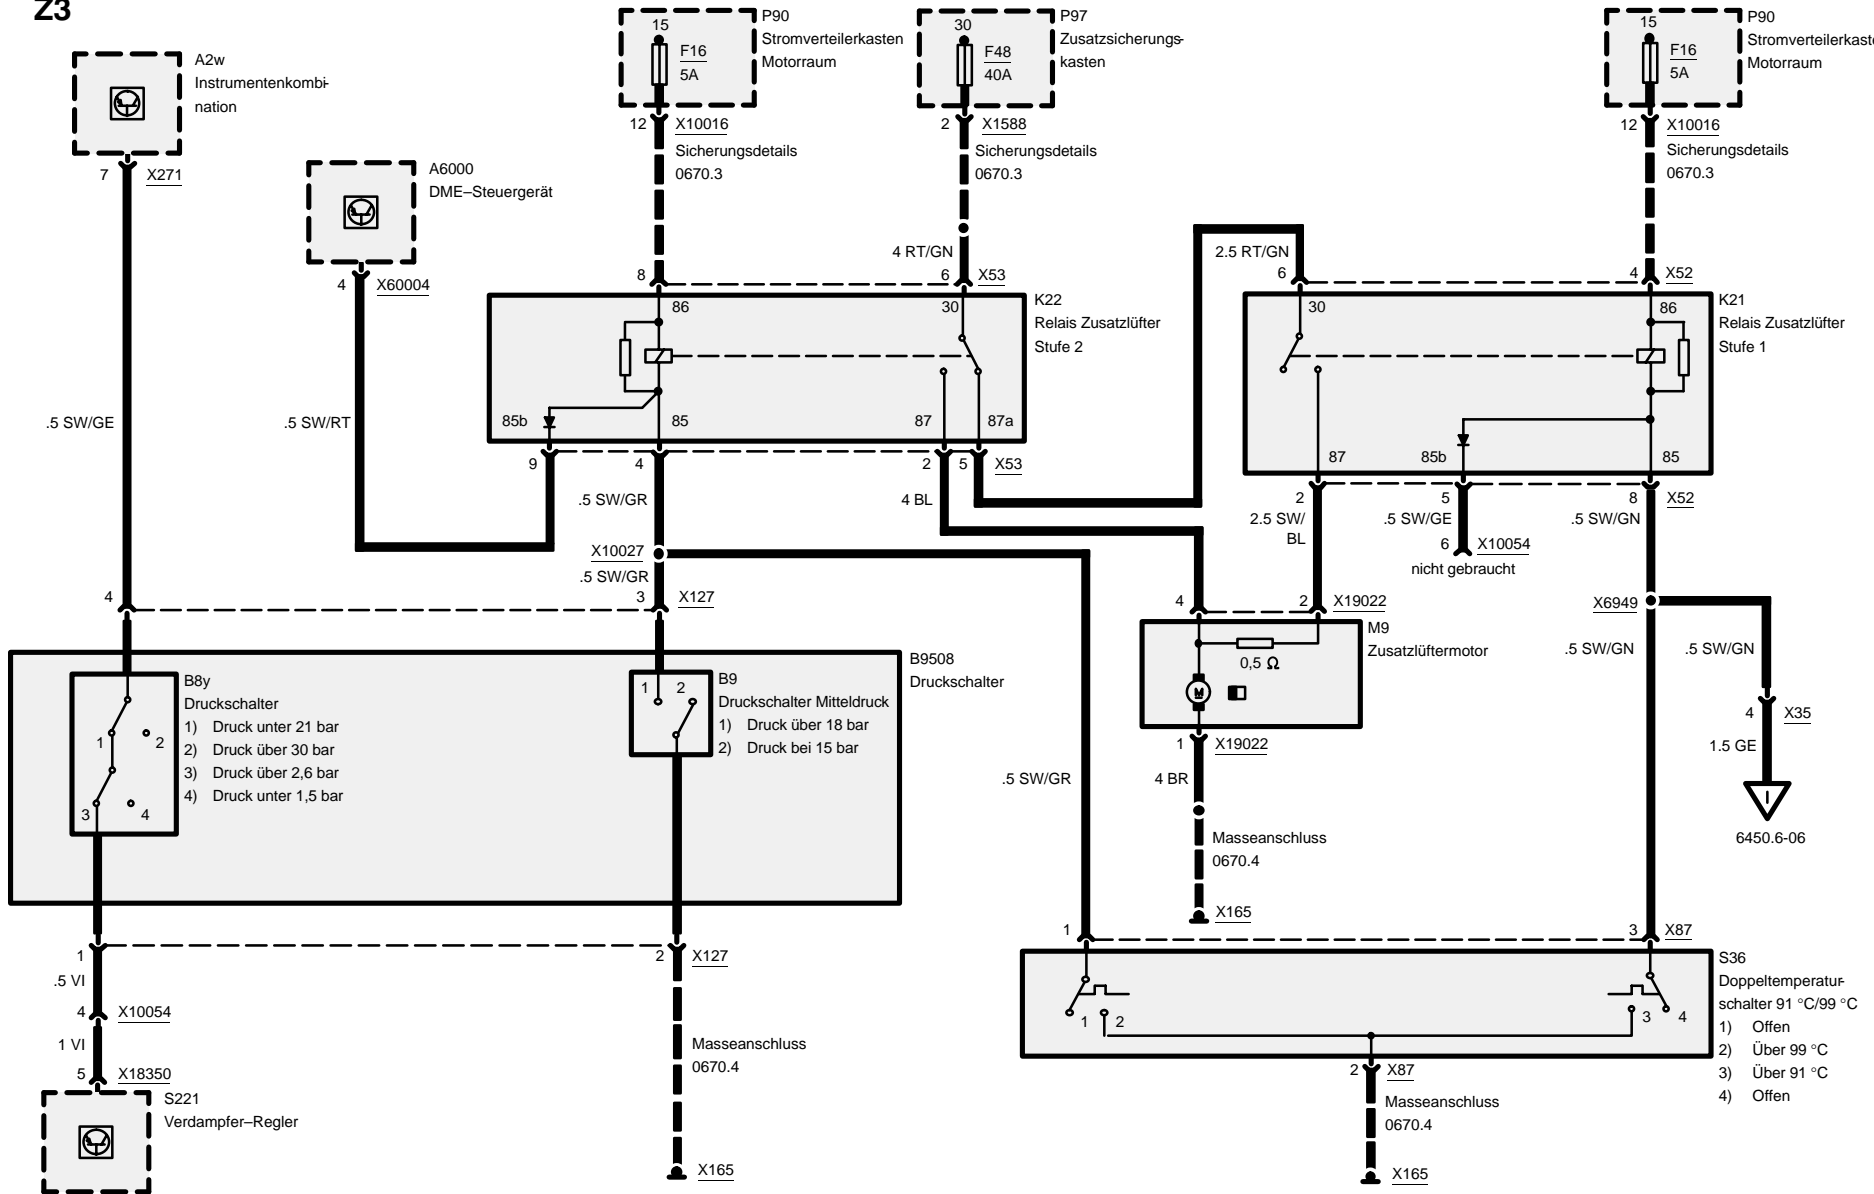 Z3
A2w
Instrumentenkombi-
nation
7 X271
A6000
DME–Steuergerät
4 X60004
15
F16
5A
P90
Stromverteilerkasten
Motorraum
12 X10016
Sicherungsdetails
0670.3
30
F48
40A
P97
Zusatzsicherungs-
kasten
2 X1588
Sicherungsdetails
0670.3
4 RT/GN
15
F16
5A
P90
Motorraum
12 X10016
Sicherungsdetails
0670.3
8 6 X53
86 30
K22
Relais Zusatzlüfter
Stufe 2
85b 85 87 87a
9 4 2 5 X53
2.5 RT/GN
6 4 X52
30 86
K21
Relais Zusatzlüfter
Stufe 1
87 85b 85
2 5 8 X52
.5 SW/GE
.5 SW/RT
.5 SW/GR
4 BL
2.5 SW/
BL
.5 SW/GE
6 X10054
nicht gebraucht
.5 SW/GN
X10027
.5 SW/GR
4 3 X127
X6949
.5 SW/GN
.5 SW/GN
4 X35
1.5 GE
I
6450.6-06
4 2 X19022
M9
Zusatzlüftermotor
0,5 Ω
M
1 X19022
4 BR
Masseanschluss
0670.4
X165
B9508
Druckschalter
B8y
Druckschalter
1) Druck unter 21 bar
2) Druck über 30 bar
3) Druck über 2,6 bar
4) Druck unter 1,5 bar
1 2
3 4
1 2
B9
Druckschalter Mitteldruck
1) Druck über 18 bar
2) Druck bei 15 bar
.5 SW/GR
1 2 X127
.5 VI
4 X10054
1 VI
5 X18350
S221
Verdampfer–Regler
Masseanschluss
0670.4
X165
1 3 X87
1 2 3 4
S36
Doppeltemperatur-
schalter 91 °C/99 °C
1) Offen
2) Über 99 °C
3) Über 91 °C
4) Offen
2 X87
Masseanschluss
0670.4
X165